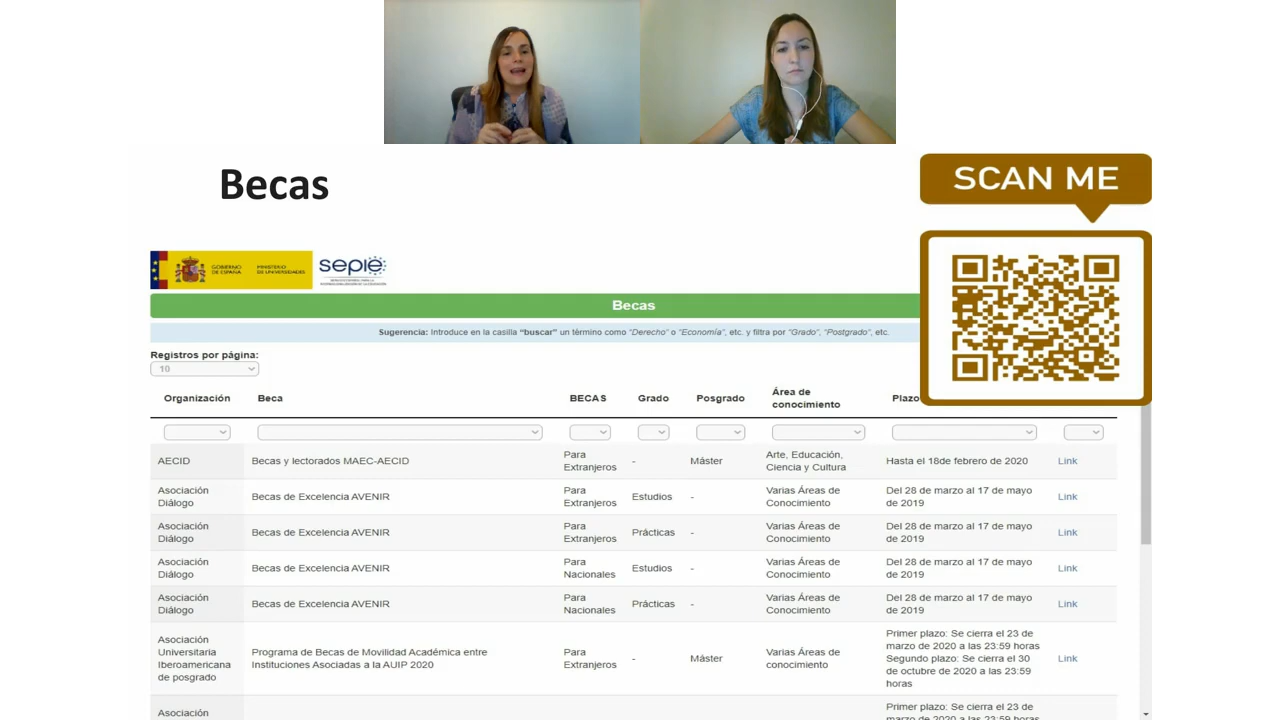 SCAN ME
Becas
GOBIERNO MINISTERIO
DE ESPAÑA DE UNIVERSIDADES
sepie
Becas
Sugerencia: Introduce en la casilla “buscar” un término como “Derecho” o “Economía”, etc. y filtra por “Grado”, “Postgrado”, etc.
Registros por página:
10
Organización Beca BECAS Grado Posgrado Área de conocimiento Plazo
AECID Becas y lectorados MAEC-AECID Para Extranjeros - Máster Arte, Educación, Ciencia y Cultura Hasta el 18de febrero de 2020 Link
Asociación Diálogo Becas de Excelencia AVENIR Para Extranjeros Estudios - Varias Áreas de Conocimiento Del 28 de marzo al 17 de mayo de 2019 Link
Asociación Diálogo Becas de Excelencia AVENIR Para Extranjeros Prácticas - Varias Áreas de Conocimiento Del 28 de marzo al 17 de mayo de 2019 Link
Asociación Diálogo Becas de Excelencia AVENIR Para Nacionales Estudios - Varias Áreas de Conocimiento Del 28 de marzo al 17 de mayo de 2019 Link
Asociación Diálogo Becas de Excelencia AVENIR Para Nacionales Prácticas - Varias Áreas de Conocimiento Del 28 de marzo al 17 de mayo de 2019 Link
Asociación Universitaria Iberoamericana de posgrado Programa de Becas de Movilidad Académica entre Instituciones Asociadas a la AUIP 2020 Para Extranjeros - Máster Varias Áreas de conocimiento Primer plazo: Se cierra el 23 de marzo de 2020 a las 23:59 horas Segundo plazo: Se cierra el 30 de octubre de 2020 a las 23:59 horas Link
Asociación Primer plazo: Se cierra el 23 de marzo de 2020 a las 23:59